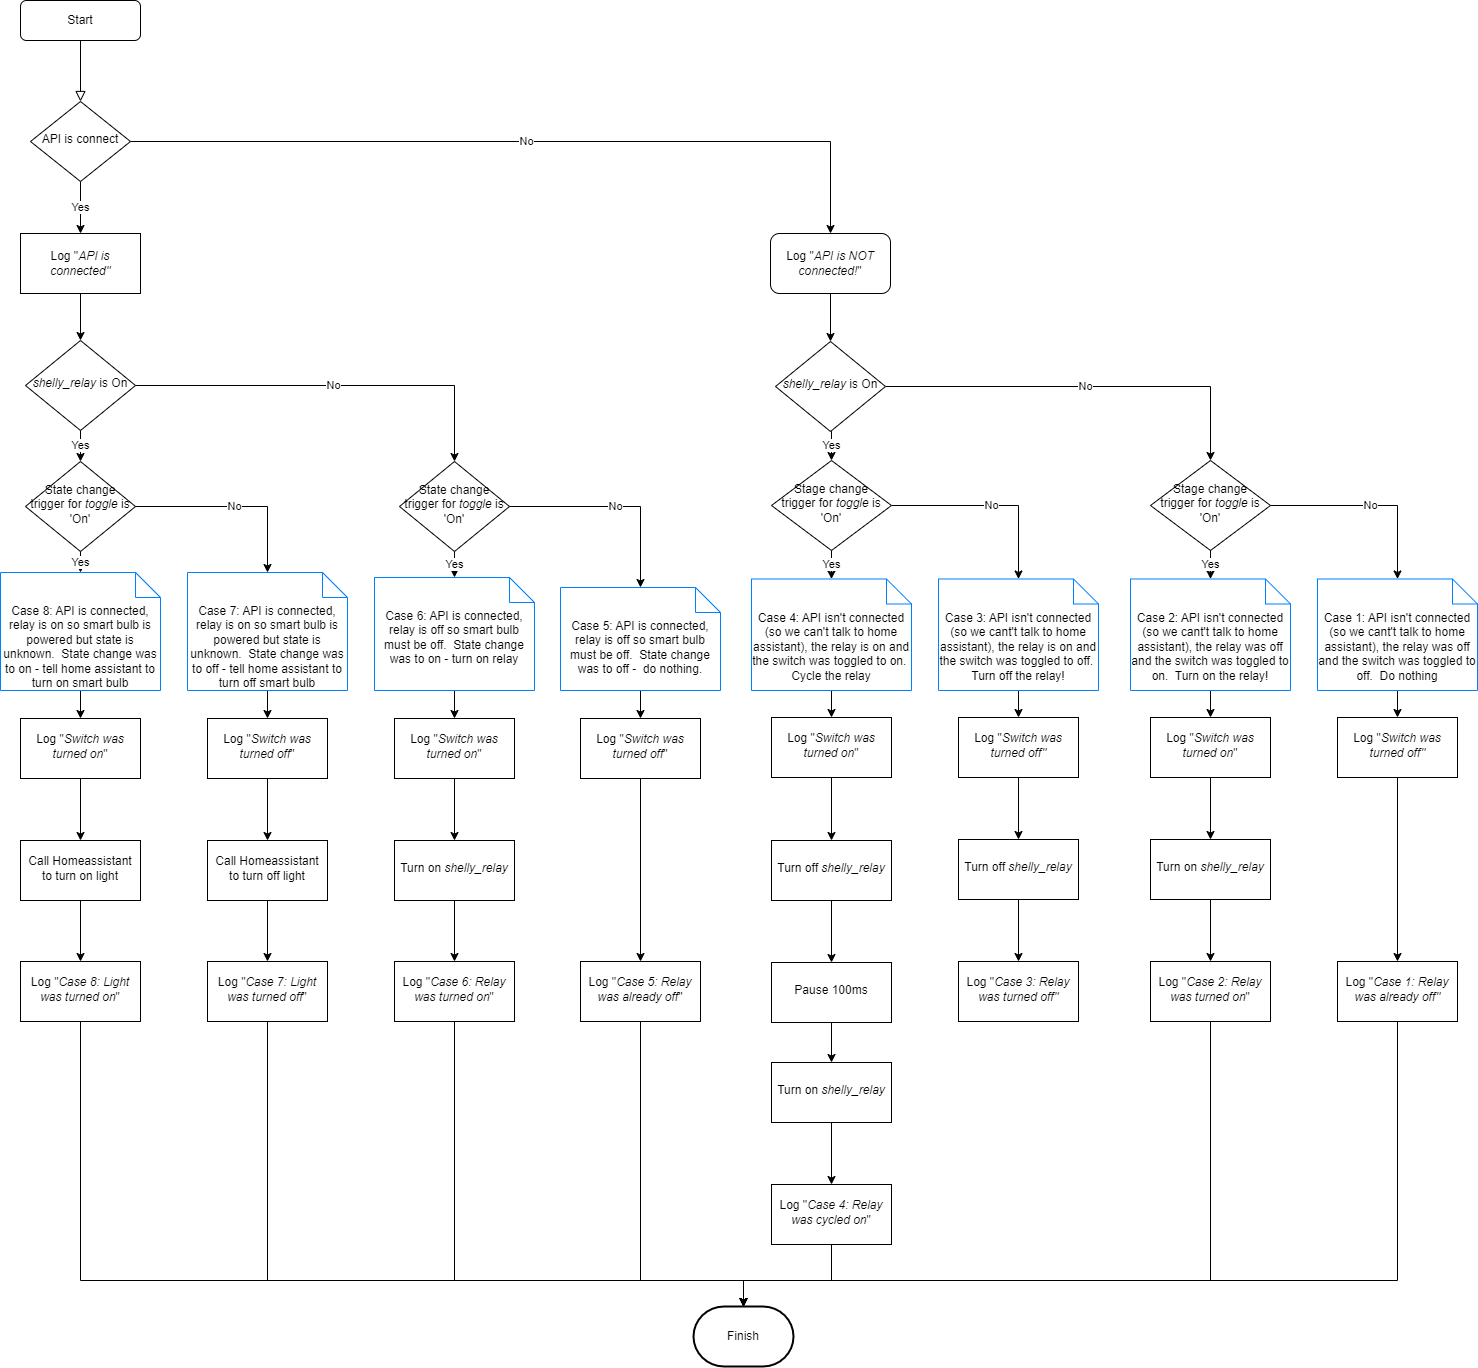 Start
API is connect
No
Yes
Log "API is
connected"
Log "API is NOT
connected!"
shelly_relay is On
No
shelly_relay is On
No
Yes
Yes
State change
trigger for toggle is
'On'
No
State change
trigger for toggle is
'On'
No
Stage change
trigger for toggle is
'On'
No
Stage change
trigger for toggle is
'On'
No
Yes
Yes
Yes
Yes
Case 8: API is connected,
relay is on so smart bulb is
powered but state is
unknown. State change was
to on - tell home assistant to
turn on smart bulb
Case 7: API is connected,
relay is on so smart bulb is
powered but state is
unknown. State change was
to off - tell home assistant to
turn off smart bulb
Case 6: API is connected,
relay is off so smart bulb
must be off. State change
was to on - turn on relay
Case 5: API is connected,
relay is off so smart bulb
must be off. State change
was to off - do nothing.
Case 4: API isn't connected
(so we can't talk to home
assistant), the relay is on and
the switch was toggled to on.
Cycle the relay
Case 3: API isn't connected
(so we cant't talk to home
assistant), the relay is on and
the switch was toggled to off.
Turn off the relay!
Case 2: API isn't connected
(so we cant't talk to home
assistant), the relay was off
and the switch was toggled to
on. Turn on the relay!
Case 1: API isn't connected
(so we cant't talk to home
assistant), the relay was off
and the switch was toggled to
off. Do nothing
Log "Switch was
turned on"
Log "Switch was
turned off"
Log "Switch was
turned on"
Log "Switch was
turned off"
Log "Switch was
turned on"
Log "Switch was
turned off"
Log "Switch was
turned on"
Log "Switch was
turned off"
Call Homeassistant
to turn on light
Call Homeassistant
to turn off light
Turn on shelly_relay
Turn off shelly_relay
Turn off shelly_relay
Turn on shelly_relay
Log "Case 8: Light
was turned on"
Log "Case 7: Light
was turned off"
Log "Case 6: Relay
was turned on"
Log "Case 5: Relay
was already off"
Pause 100ms
Log "Case 3: Relay
was turned off"
Log "Case 2: Relay
was turned on"
Log "Case 1: Relay
was already off"
Turn on shelly_relay
Log "Case 4: Relay
was cycled on"
Finish